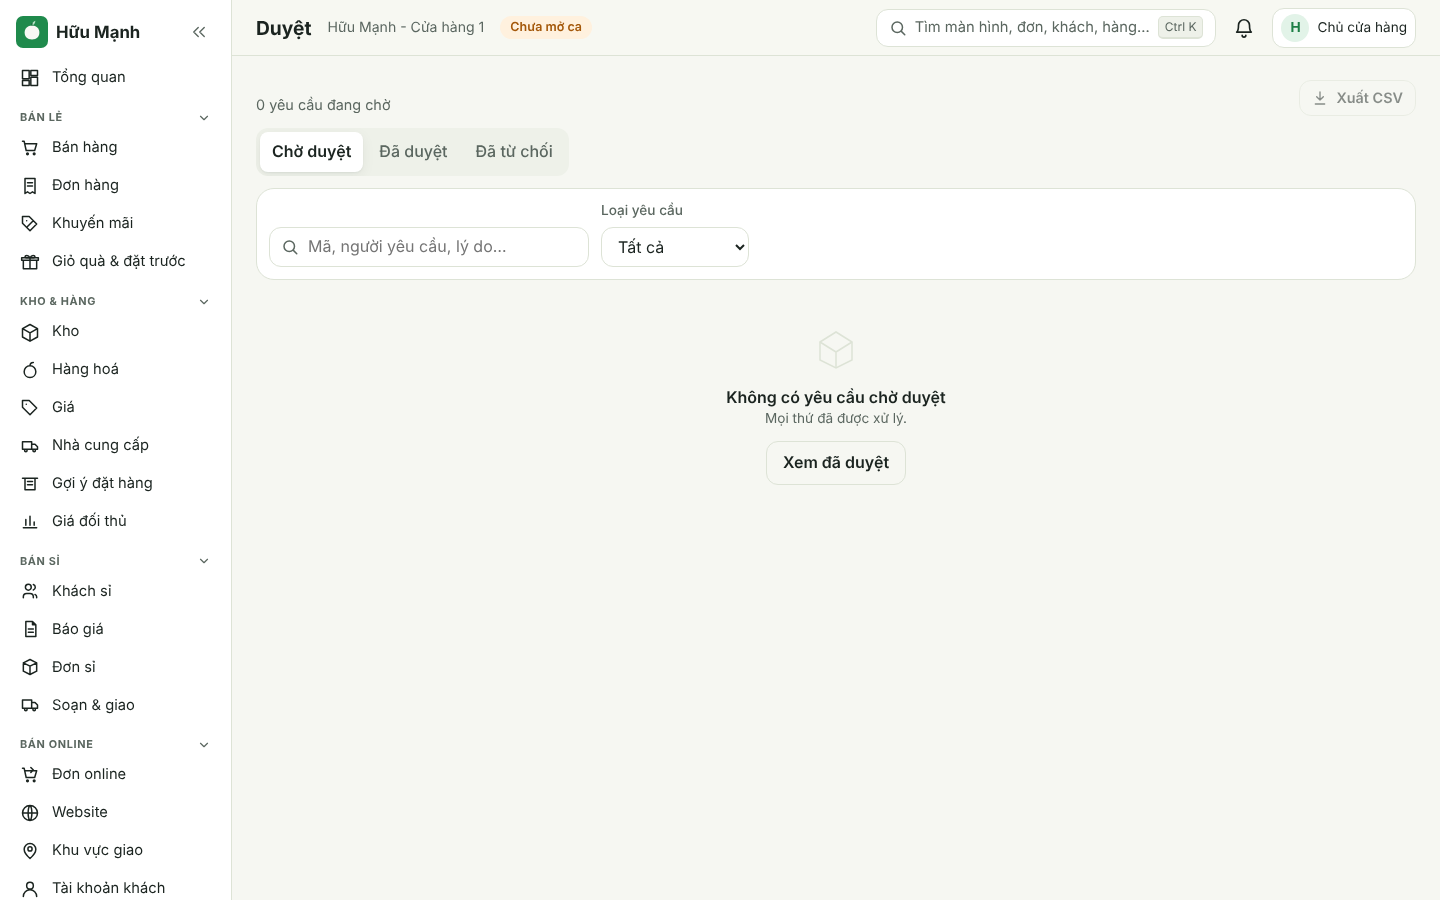 Hữu Mạnh
Tổng quan
BÁN LẺ
Bán hàng
Đơn hàng
Khuyến mãi
Giỏ quà & đặt trước
KHO & HÀNG
Kho
Hàng hoá
Giá
Nhà cung cấp
Gợi ý đặt hàng
Giá đối thủ
BÁN SỈ
Khách sỉ
Báo giá
Đơn sỉ
Soạn & giao
BÁN ONLINE
Đơn online
Website
Khu vực giao
Tài khoản khách
Duyệt
Hữu Mạnh - Cửa hàng 1
Chưa mở ca
Tìm màn hình, đơn, khách, hàng...
Ctrl K
H
Chủ cửa hàng
0 yêu cầu đang chờ
Xuất CSV
Chờ duyệt
Đã duyệt
Đã từ chối
Loại yêu cầu
Mã, người yêu cầu, lý do...
Tất cả
Không có yêu cầu chờ duyệt
Mọi thứ đã được xử lý.
Xem đã duyệt